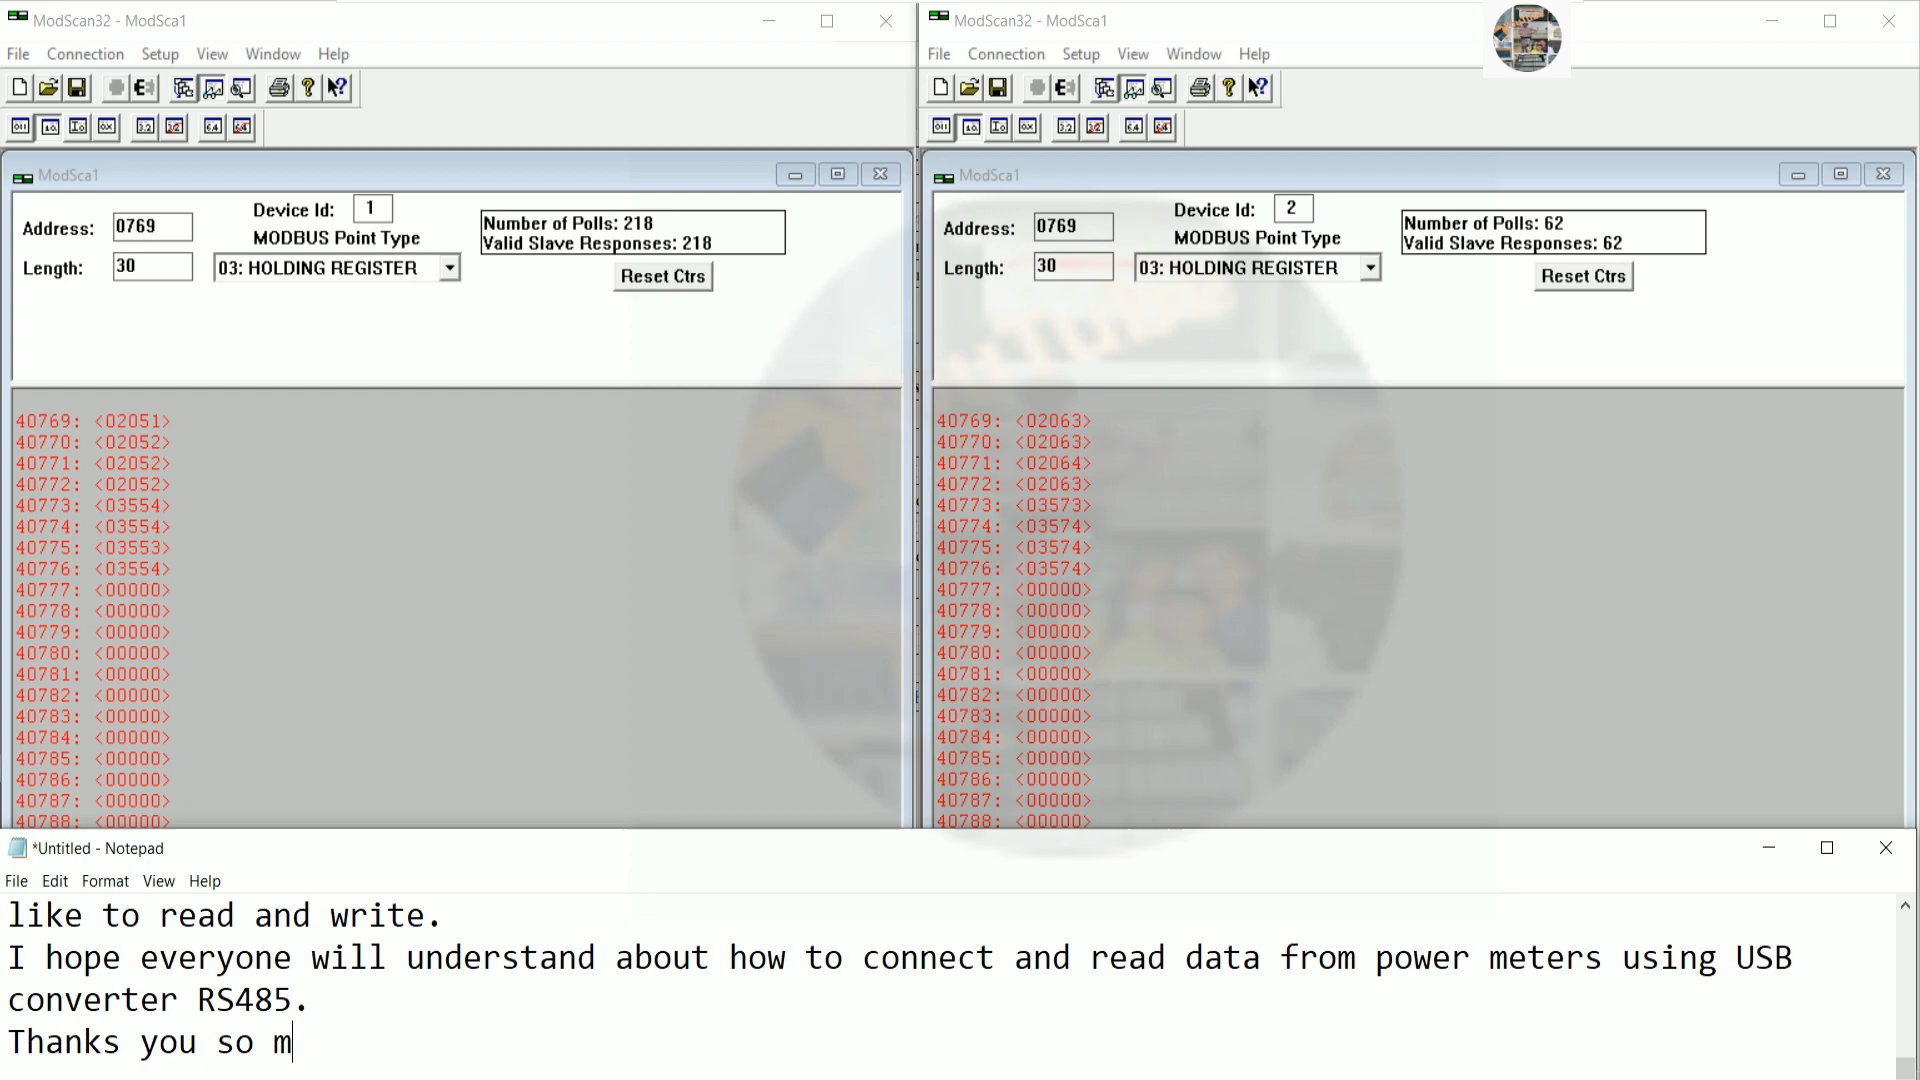 ModScan32 - ModSca1
File Connection Setup View Window Help
ModSca1
Address: 0769
Device Id: 1
MODBUS Point Type
Length: 30
03: HOLDING REGISTER
Number of Polls: 218
Valid Slave Responses: 218
Reset Ctrs
40769: <02051>
40770: <02052>
40771: <02052>
40772: <02052>
40773: <03554>
40774: <03554>
40775: <03553>
40776: <03554>
40777: <00000>
40778: <00000>
40779: <00000>
40780: <00000>
40781: <00000>
40782: <00000>
40783: <00000>
40784: <00000>
40785: <00000>
40786: <00000>
40787: <00000>
40788: <00000>
ModScan32 - ModSca1
File Connection Setup View Window Help
ModSca1
Address: 0769
Device Id: 2
MODBUS Point Type
Length: 30
03: HOLDING REGISTER
Number of Polls: 62
Valid Slave Responses: 62
Reset Ctrs
40769: <02063>
40770: <02063>
40771: <02064>
40772: <02063>
40773: <03573>
40774: <03574>
40775: <03574>
40776: <03574>
40777: <00000>
40778: <00000>
40779: <00000>
40780: <00000>
40781: <00000>
40782: <00000>
40783: <00000>
40784: <00000>
40785: <00000>
40786: <00000>
40787: <00000>
40788: <00000>
*Untitled - Notepad
File Edit Format View Help
like to read and write.
I hope everyone will understand about how to connect and read data from power meters using USB
converter RS485.
Thanks you so m